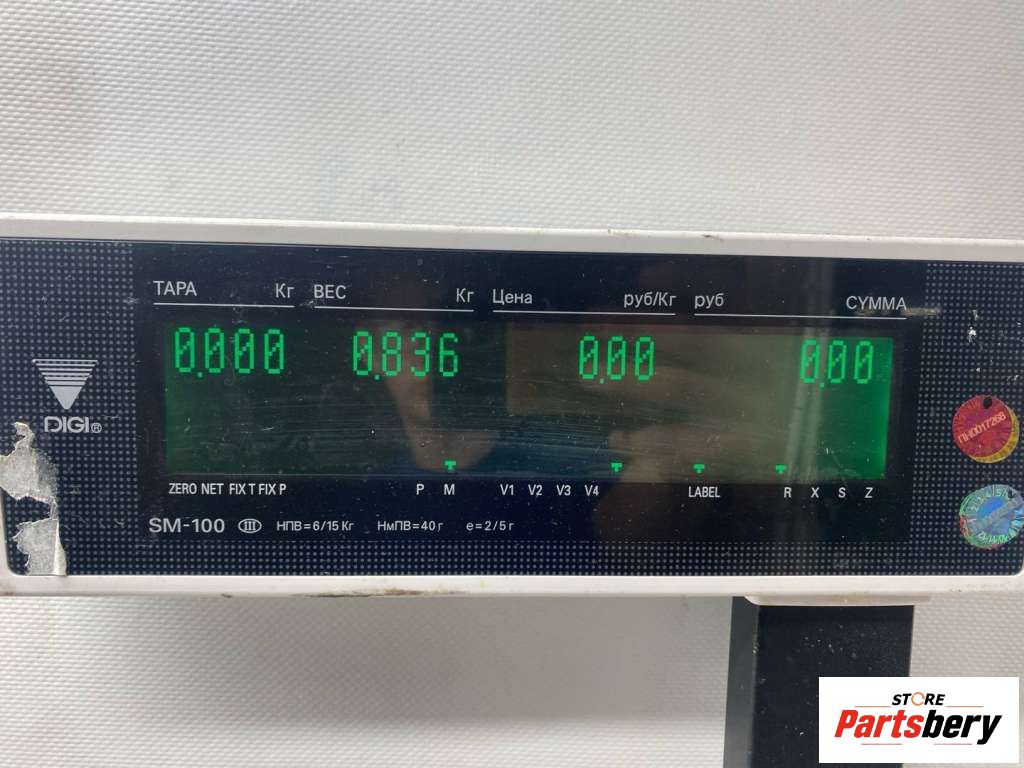 ТАРА Кг ВЕС Кг Цена руб/Кг руб СУММА
0.000 0.836 0.00 0.00
DIGI®
ZERO NET FIX T FIX P P M V1 V2 V3 V4 LABEL R X S Z
SM-100 III НПВ=6/15 Кг НмПВ=40 г e=2/5 г
ПН0017268
STORE
Partsbery